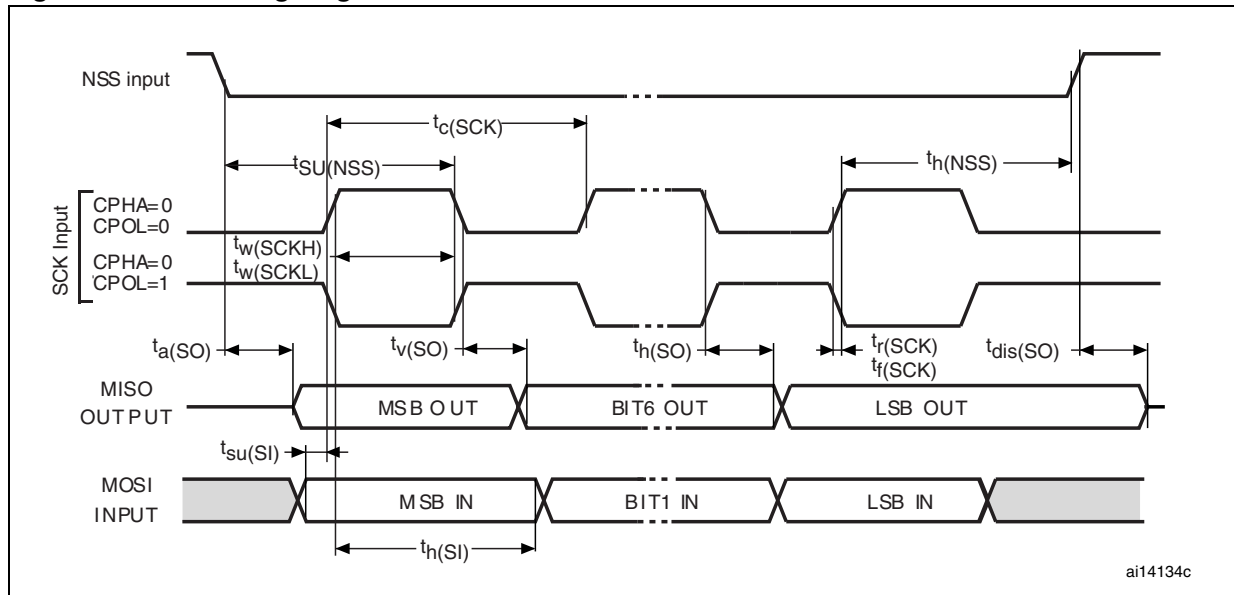 NSS input
tc(SCK)
tSU(NSS)
th(NSS)
SCK Input
CPHA=0
CPOL=0
tw(SCKH)
CPHA=0
tw(SCKL)
CPOL=1
ta(SO)
tv(SO)
th(SO)
tr(SCK)
tf(SCK)
tdis(SO)
MISO
OUTPUT
MSB OUT
BIT6 OUT
LSB OUT
tsu(SI)
MOSI
INPUT
MSB IN
BIT1 IN
LSB IN
th(SI)
ai14134c